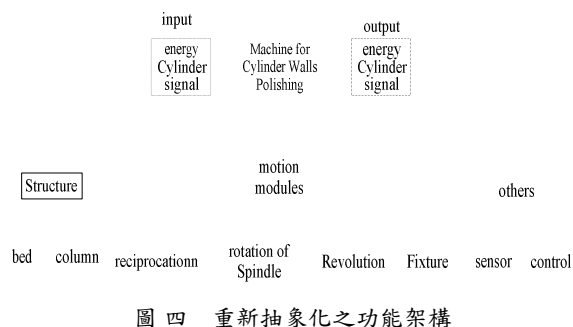 input
output
energy
Cylinder
signal
Machine for
Cylinder Walls
Polishing
energy
Cylinder
signal
Structure
motion
modules
others
bed
column
reciprocationn
rotation of
Spindle
Revolution
Fixture
sensor
control
圖 四 重新抽象化之功能架構